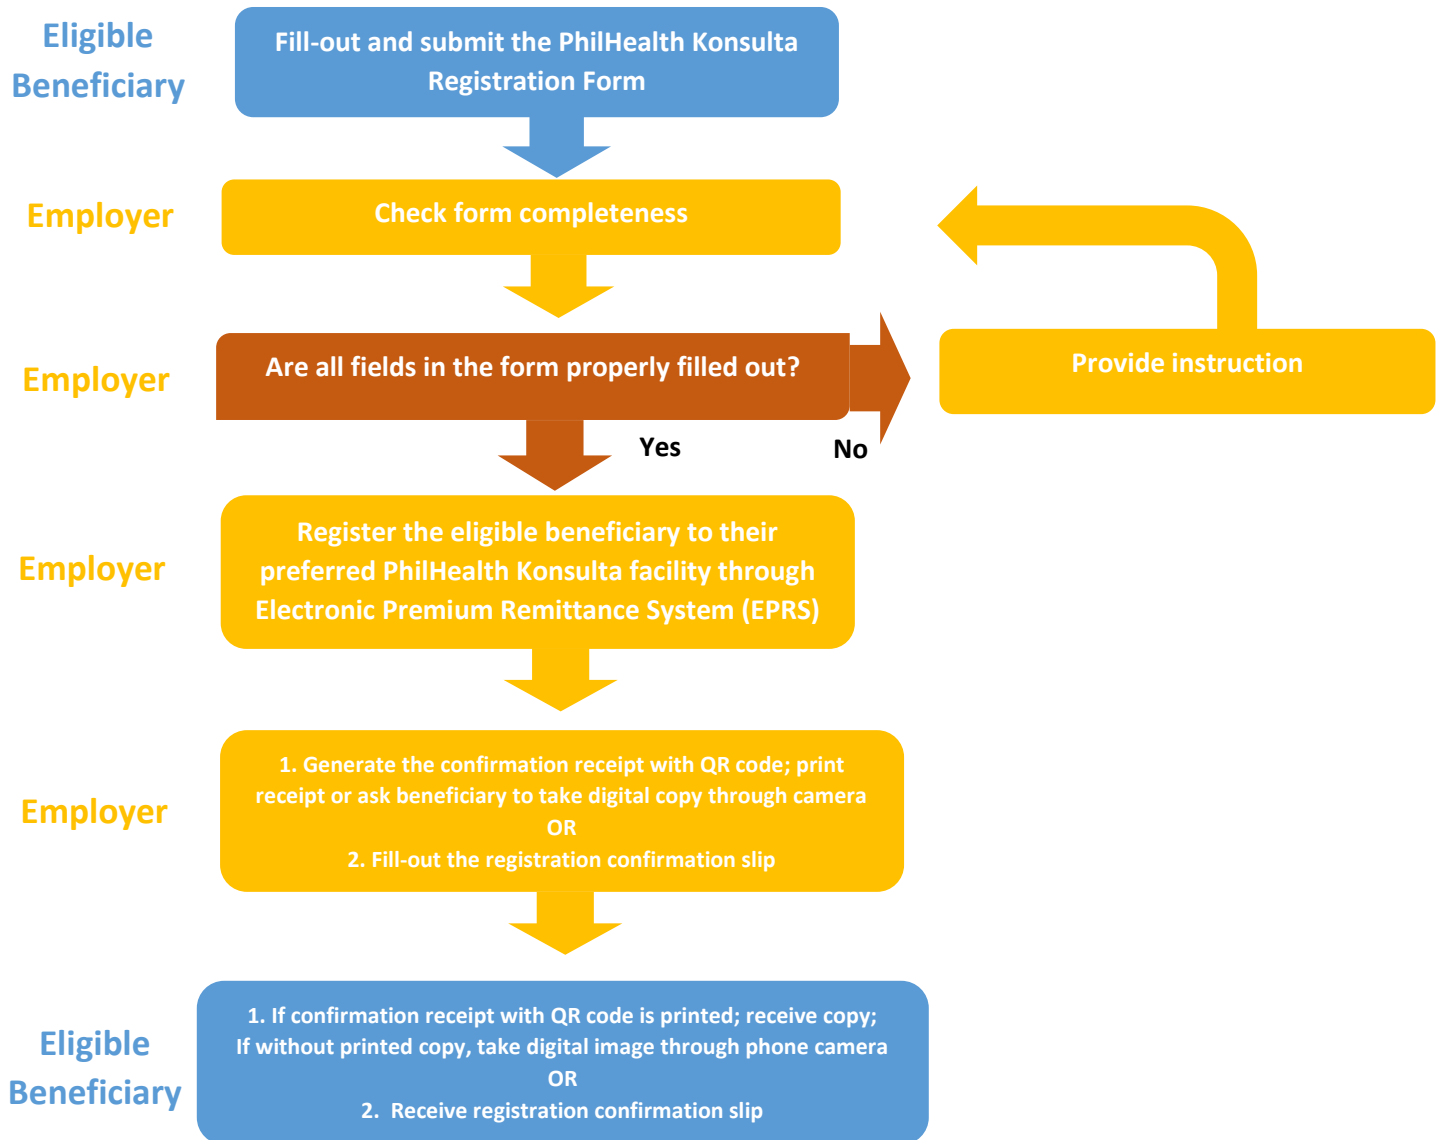 Eligible
Beneficiary
Fill-out and submit the PhilHealth Konsulta
Registration Form
Employer
Check form completeness
Employer
Are all fields in the form properly filled out?
Provide instruction
Yes
No
Employer
Register the eligible beneficiary to their
preferred PhilHealth Konsulta facility through
Electronic Premium Remittance System (EPRS)
Employer
1. Generate the confirmation receipt with QR code; print
receipt or ask beneficiary to take digital copy through camera
OR
2. Fill-out the registration confirmation slip
Eligible
Beneficiary
1. If confirmation receipt with QR code is printed; receive copy;
If without printed copy, take digital image through phone camera
OR
2. Receive registration confirmation slip